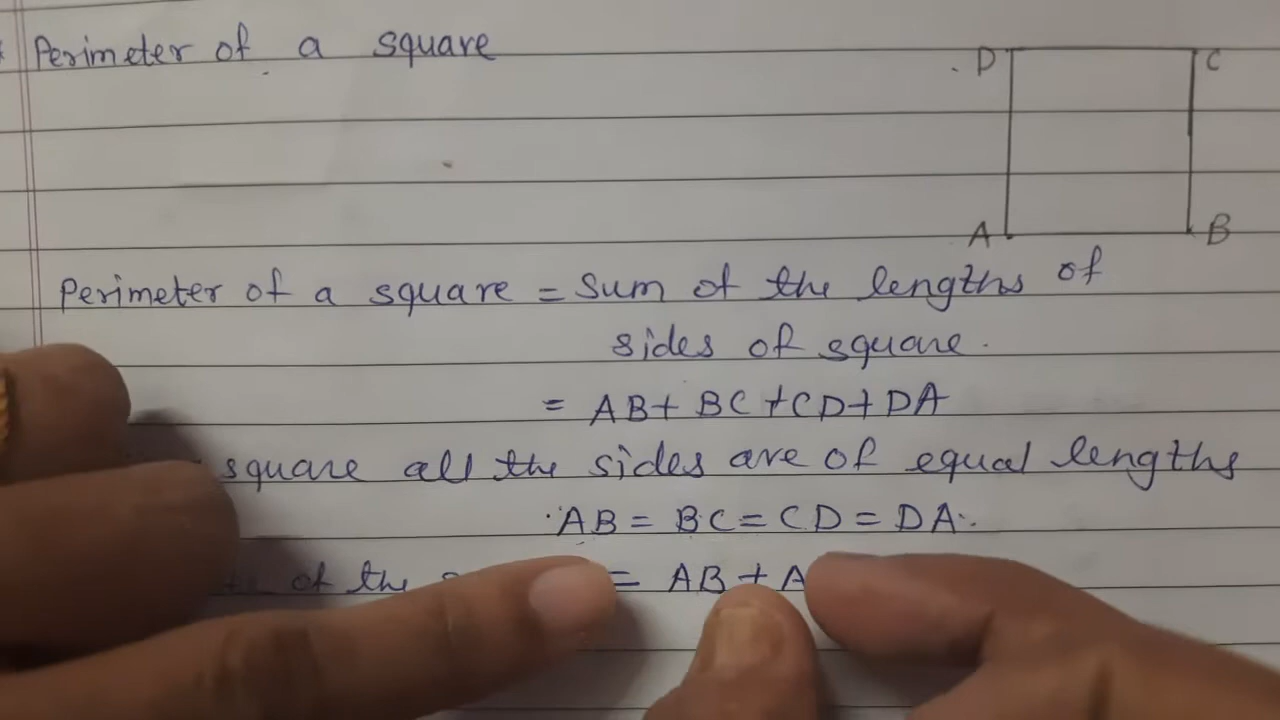 Perimeter of a square
D C
A B
Perimeter of a square = Sum of the lengths of
sides of square.
= AB + BC + CD + DA
square all the sides are of equal lengths
AB = BC = CD = DA.
of the = AB + A